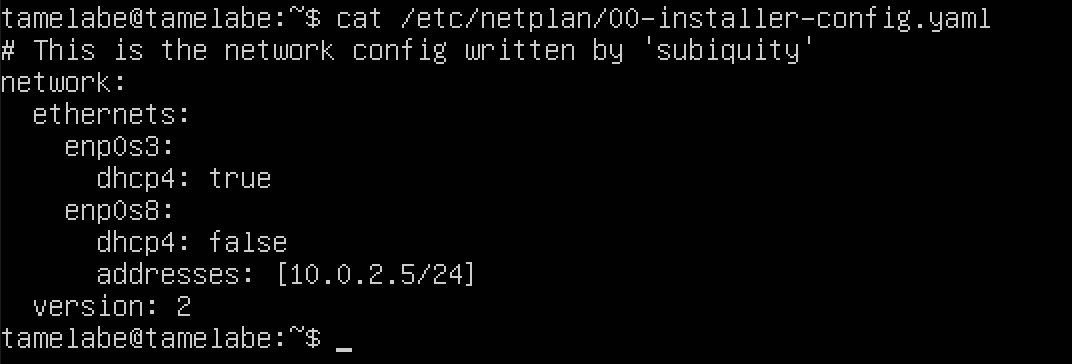 tamelabe@tamelabe:~$ cat /etc/netplan/00-installer-config.yaml
# This is the network config written by 'subiquity'
network:
  ethernets:
    enp0s3:
      dhcp4: true
    enp0s8:
      dhcp4: false
      addresses: [10.0.2.5/24]
  version: 2
tamelabe@tamelabe:~$ _